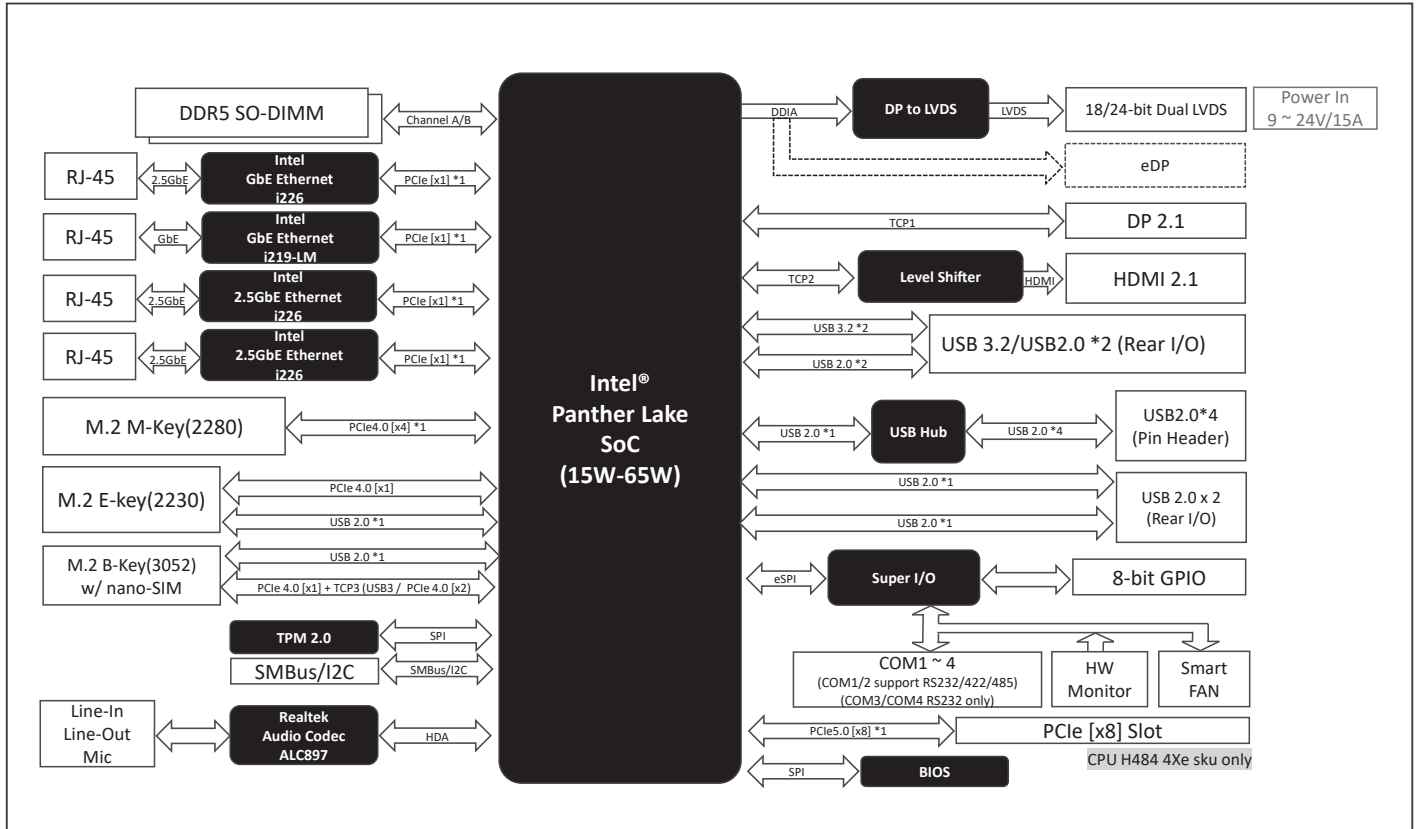 DDR5 SO-DIMM
Channel A/B
RJ-45
2.5GbE
Intel
GbE Ethernet
i226
PCIe [x1] *1
RJ-45
GbE
Intel
GbE Ethernet
i219-LM
PCIe [x1] *1
RJ-45
2.5GbE
Intel
2.5GbE Ethernet
i226
PCIe [x1] *1
RJ-45
2.5GbE
Intel
2.5GbE Ethernet
i226
PCIe [x1] *1
M.2 M-Key(2280)
PCIe4.0 [x4] *1
M.2 E-key(2230)
PCIe 4.0 [x1]
USB 2.0 *1
M.2 B-Key(3052)
w/ nano-SIM
USB 2.0 *1
PCIe 4.0 [x1] + TCP3 (USB3 / PCIe 4.0 [x2)
TPM 2.0
SPI
SMBus/I2C
SMBus/I2C
Line-In
Line-Out
Mic
Realtek
Audio Codec
ALC897
HDA
Intel®
Panther Lake
SoC
(15W-65W)
DDIA
DP to LVDS
LVDS
18/24-bit Dual LVDS
Power In
9 ~ 24V/15A
eDP
TCP1
DP 2.1
TCP2
Level Shifter
HDMI
HDMI 2.1
USB 3.2 *2
USB 2.0 *2
USB 3.2/USB2.0 *2 (Rear I/O)
USB 2.0 *1
USB Hub
USB 2.0 *4
USB2.0*4
(Pin Header)
USB 2.0 *1
USB 2.0 *1
USB 2.0 x 2
(Rear I/O)
eSPI
Super I/O
8-bit GPIO
COM1 ~ 4
(COM1/2 support RS232/422/485)
(COM3/COM4 RS232 only)
HW
Monitor
Smart
FAN
PCIe5.0 [x8] *1
PCIe [x8] Slot
CPU H484 4Xe sku only
SPI
BIOS